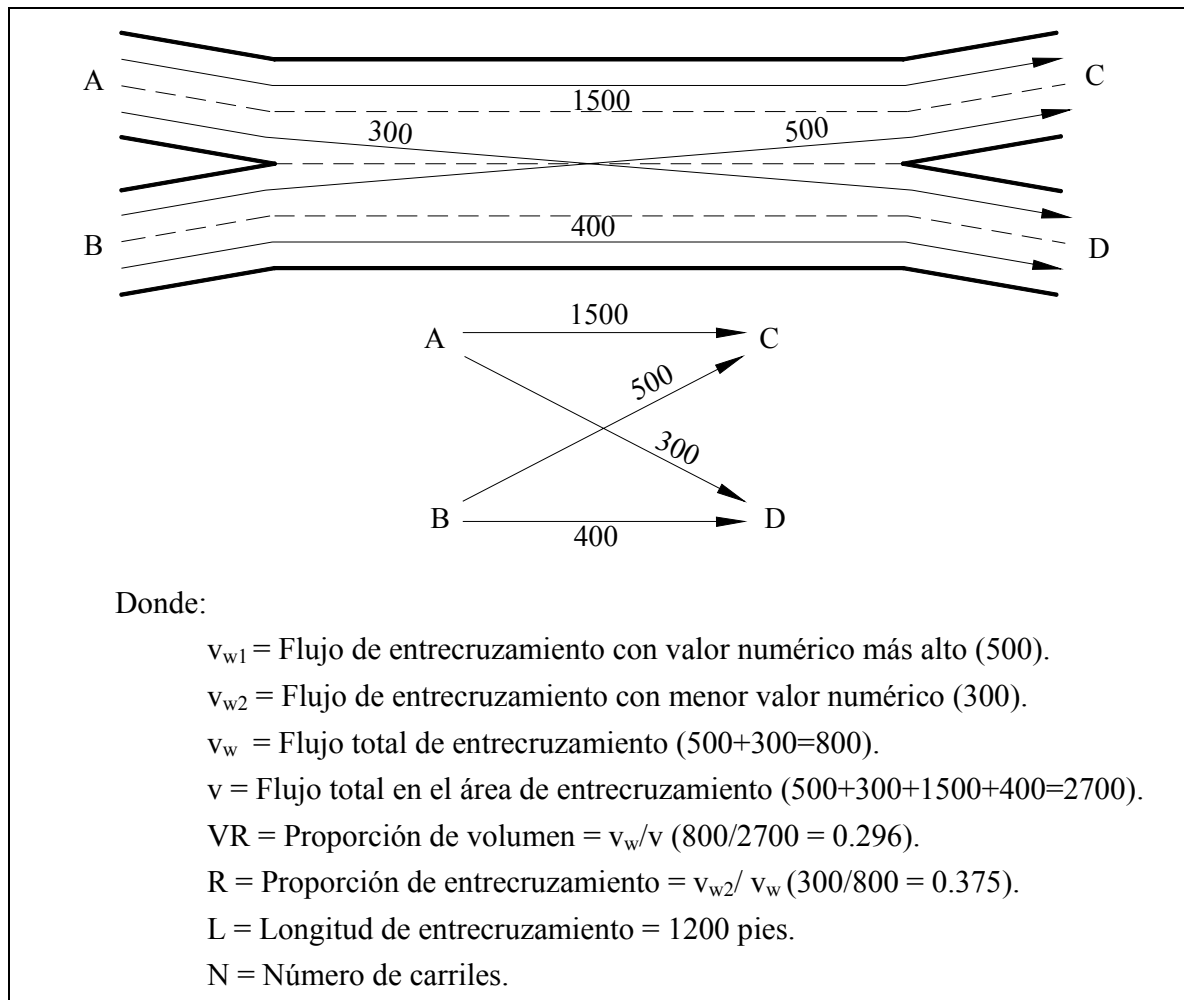 A
C
1500
300
500
400
B
D
1500
A
C
500
300
B
D
400
Donde:
v_w1 = Flujo de entrecruzamiento con valor numérico más alto (500).
v_w2 = Flujo de entrecruzamiento con menor valor numérico (300).
v_w = Flujo total de entrecruzamiento (500+300=800).
v = Flujo total en el área de entrecruzamiento (500+300+1500+400=2700).
VR = Proporción de volumen = v_w/v (800/2700 = 0.296).
R = Proporción de entrecruzamiento = v_w2/ v_w (300/800 = 0.375).
L = Longitud de entrecruzamiento = 1200 pies.
N = Número de carriles.